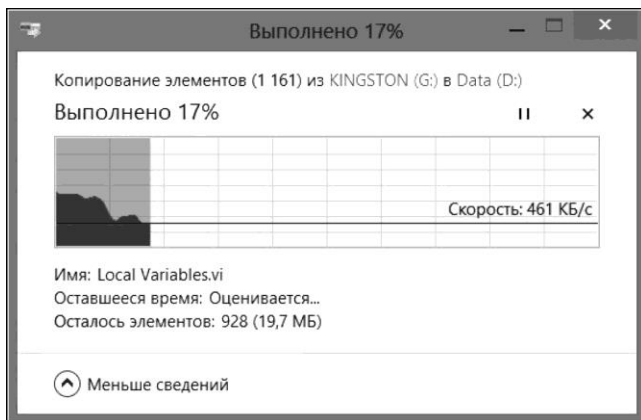 Выполнено 17%
Копирование элементов (1 161) из KINGSTON (G:) в Data (D:)
Выполнено 17%
Скорость: 461 КБ/с
Имя: Local Variables.vi
Оставшееся время: Оценивается...
Осталось элементов: 928 (19,7 МБ)
Меньше сведений